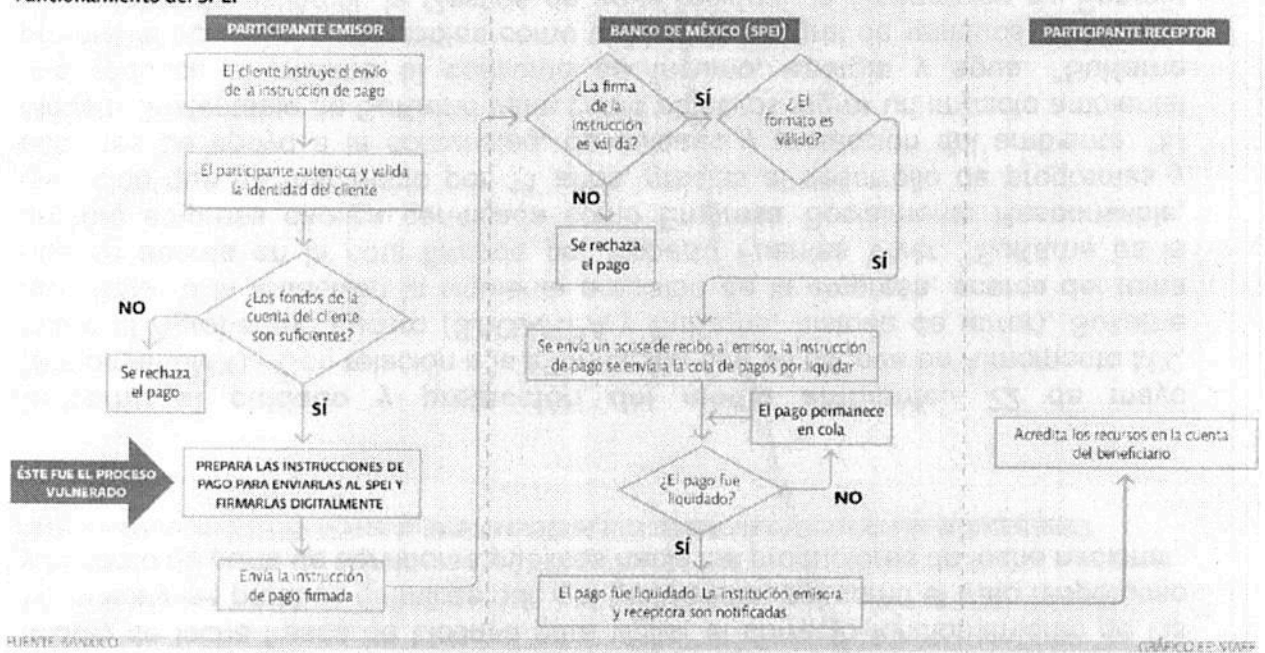 Funcionamiento del SPEI
PARTICIPANTE EMISOR
El cliente instruye el envío
de la instrucción de pago
El participante autentica y valida
la identidad del cliente
¿Los fondos de la
cuenta del cliente
son suficientes?
NO
Se rechaza
el pago
SÍ
ÉSTE FUE EL PROCESO
VULNERADO
PREPARA LAS INSTRUCCIONES DE
PAGO PARA ENVIARLAS AL SPEI Y
FIRMARLAS DIGITALMENTE
Envía la instrucción
de pago firmada
BANCO DE MÉXICO (SPEI)
¿La firma
de la
instrucción
es válida?
SÍ
¿El
formato es
válido?
NO
Se rechaza
el pago
SÍ
Se envía un acuse de recibo al emisor, la instrucción
de pago se envía a la cola de pagos por liquidar
El pago permanece
en cola
¿El pago fue
liquidado?
NO
SÍ
El pago fue liquidado. La institución emisora
y receptora son notificadas
PARTICIPANTE RECEPTOR
Acredita los recursos en la cuenta
del beneficiario
FUENTE: BANXICO
GRÁFICO EE: STAFF